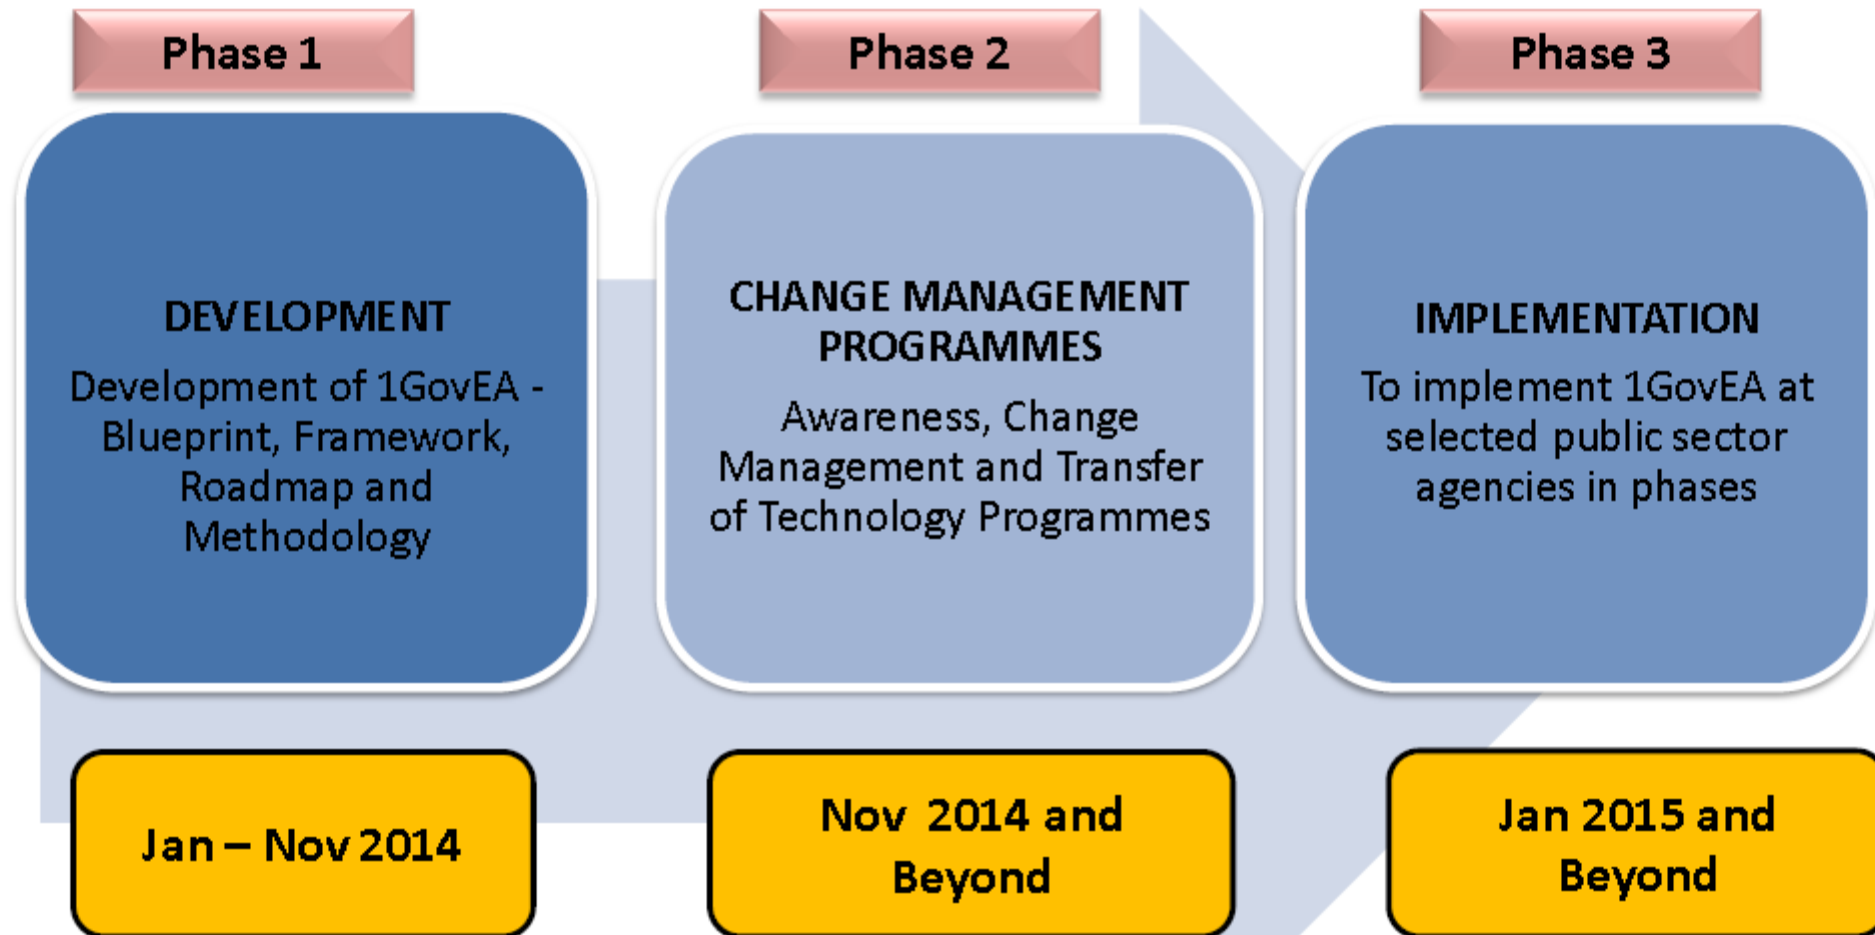 Phase 1
DEVELOPMENT
Development of 1GovEA -
Blueprint, Framework,
Roadmap and
Methodology
Jan – Nov 2014
Phase 2
CHANGE MANAGEMENT
PROGRAMMES
Awareness, Change
Management and Transfer
of Technology Programmes
Nov 2014 and
Beyond
Phase 3
IMPLEMENTATION
To implement 1GovEA at
selected public sector
agencies in phases
Jan 2015 and
Beyond